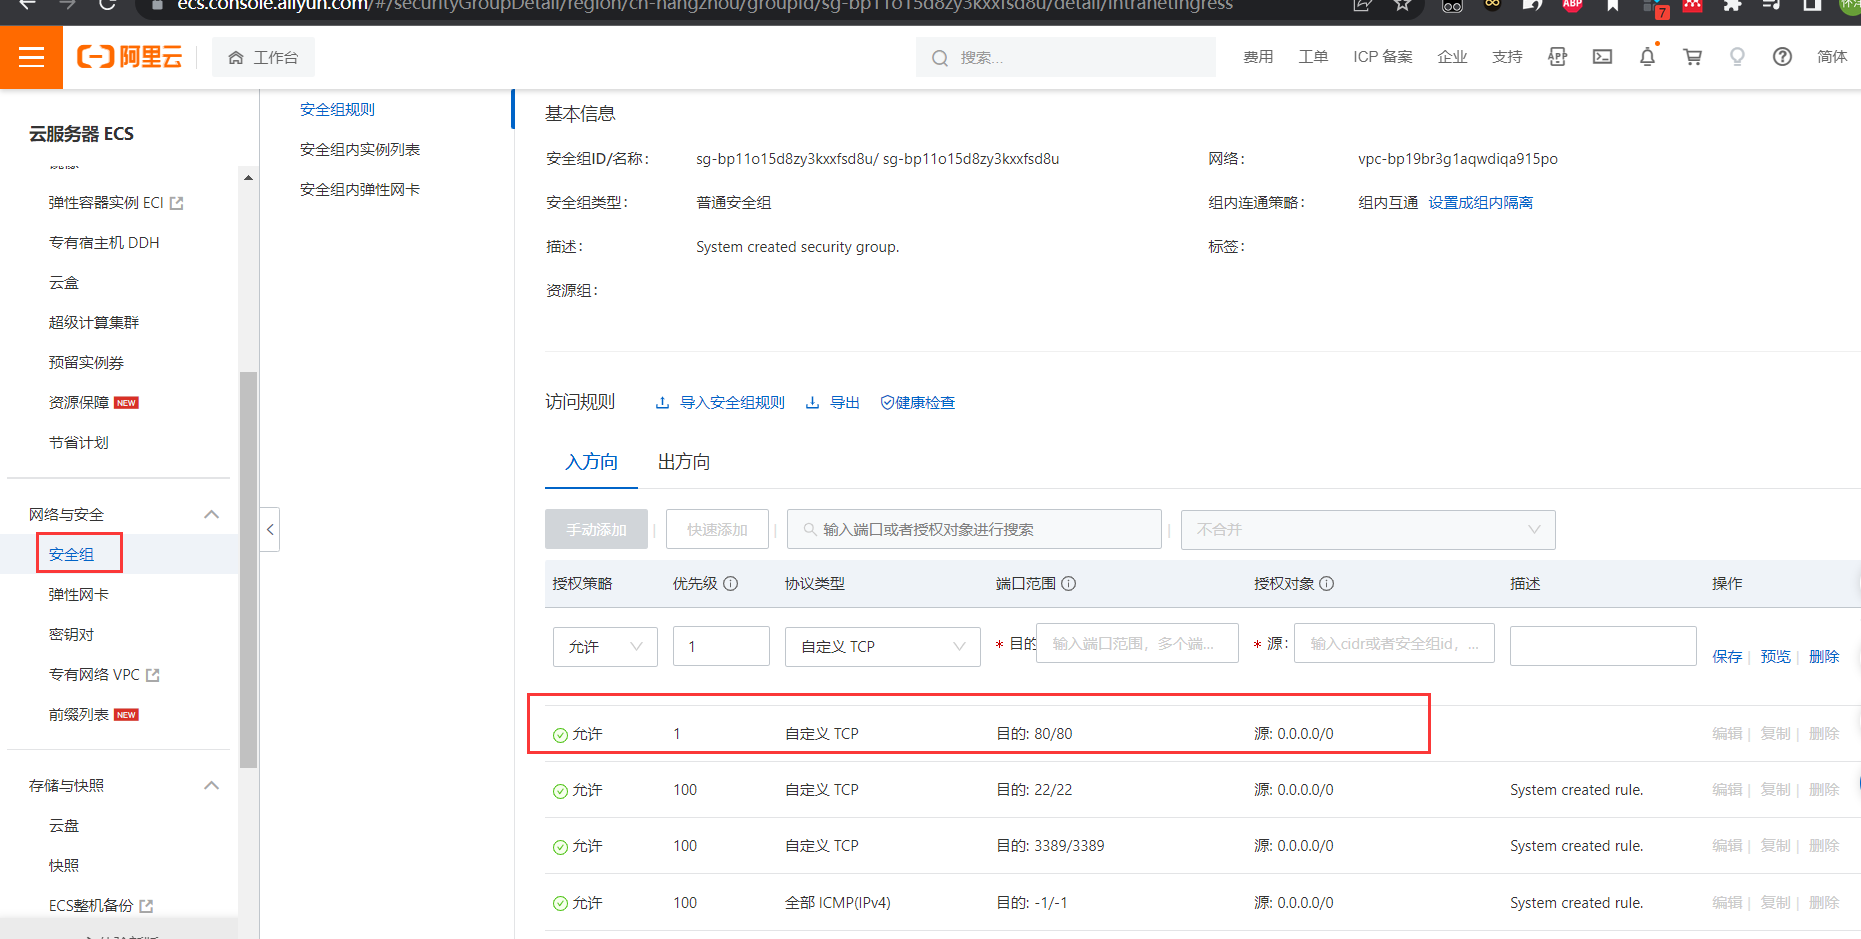 ecs.console.aliyun.com/#/securityGroupDetail/region/cn-hangzhou/groupId/sg-bp11o15d8zy3kxxfsd8u/detail/intranetIngress
ABP
7
阿里云
工作台
搜索...
费用
工单
ICP 备案
企业
支持
简体
云服务器 ECS
弹性容器实例 ECI
专有宿主机 DDH
云盒
超级计算集群
预留实例券
资源保障 NEW
节省计划
网络与安全
安全组
弹性网卡
密钥对
专有网络 VPC
前缀列表 NEW
存储与快照
云盘
快照
ECS整机备份
安全组规则
安全组内实例列表
安全组内弹性网卡
基本信息
安全组ID/名称: sg-bp11o15d8zy3kxxfsd8u/ sg-bp11o15d8zy3kxxfsd8u 网络: vpc-bp19br3g1aqwdiqa915po
安全组类型: 普通安全组 组内连通策略: 组内互通 设置成组内隔离
描述: System created security group. 标签:
资源组:
访问规则 导入安全组规则 导出 健康检查
入方向 出方向
手动添加 | 快速添加 | 输入端口或者授权对象进行搜索 | 不合并
授权策略 优先级 协议类型 端口范围 授权对象 描述 操作
允许 1 自定义 TCP * 目的 输入端口范围，多个端... * 源: 输入cidr或者安全组id，... 保存 | 预览 | 删除
允许 1 自定义 TCP 目的: 80/80 源: 0.0.0.0/0 编辑 | 复制 | 删除
允许 100 自定义 TCP 目的: 22/22 源: 0.0.0.0/0 System created rule. 编辑 | 复制 | 删除
允许 100 自定义 TCP 目的: 3389/3389 源: 0.0.0.0/0 System created rule. 编辑 | 复制 | 删除
允许 100 全部 ICMP(IPv4) 目的: -1/-1 源: 0.0.0.0/0 System created rule. 编辑 | 复制 | 删除